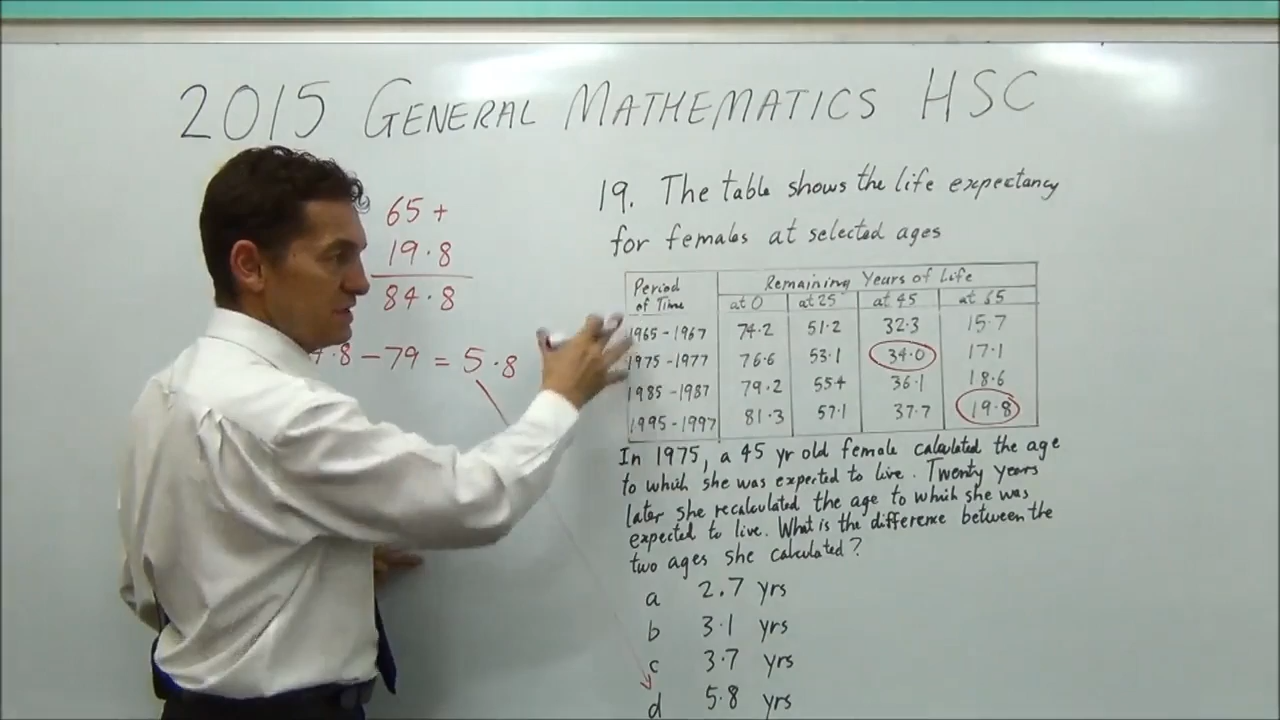 2015 GENERAL MATHEMATICS HSC
65 +
19.8
84.8
4.8 - 79 = 5.8
19. The table shows the life expectancy
for females at selected ages
Period of Time Remaining Years of Life
at 0 at 25 at 45 at 65
1965-1967 74.2 51.2 32.3 15.7
1975-1977 76.6 53.1 34.0 17.1
1985-1987 79.2 55.4 36.1 18.6
1995-1997 81.3 57.1 37.7 19.8
In 1975, a 45 yr old female calculated the age
to which she was expected to live. Twenty years
later she recalculated the age to which she was
expected to live. What is the difference between the
two ages she calculated?
a 2.7 yrs
b 3.1 yrs
c 3.7 yrs
d 5.8 yrs